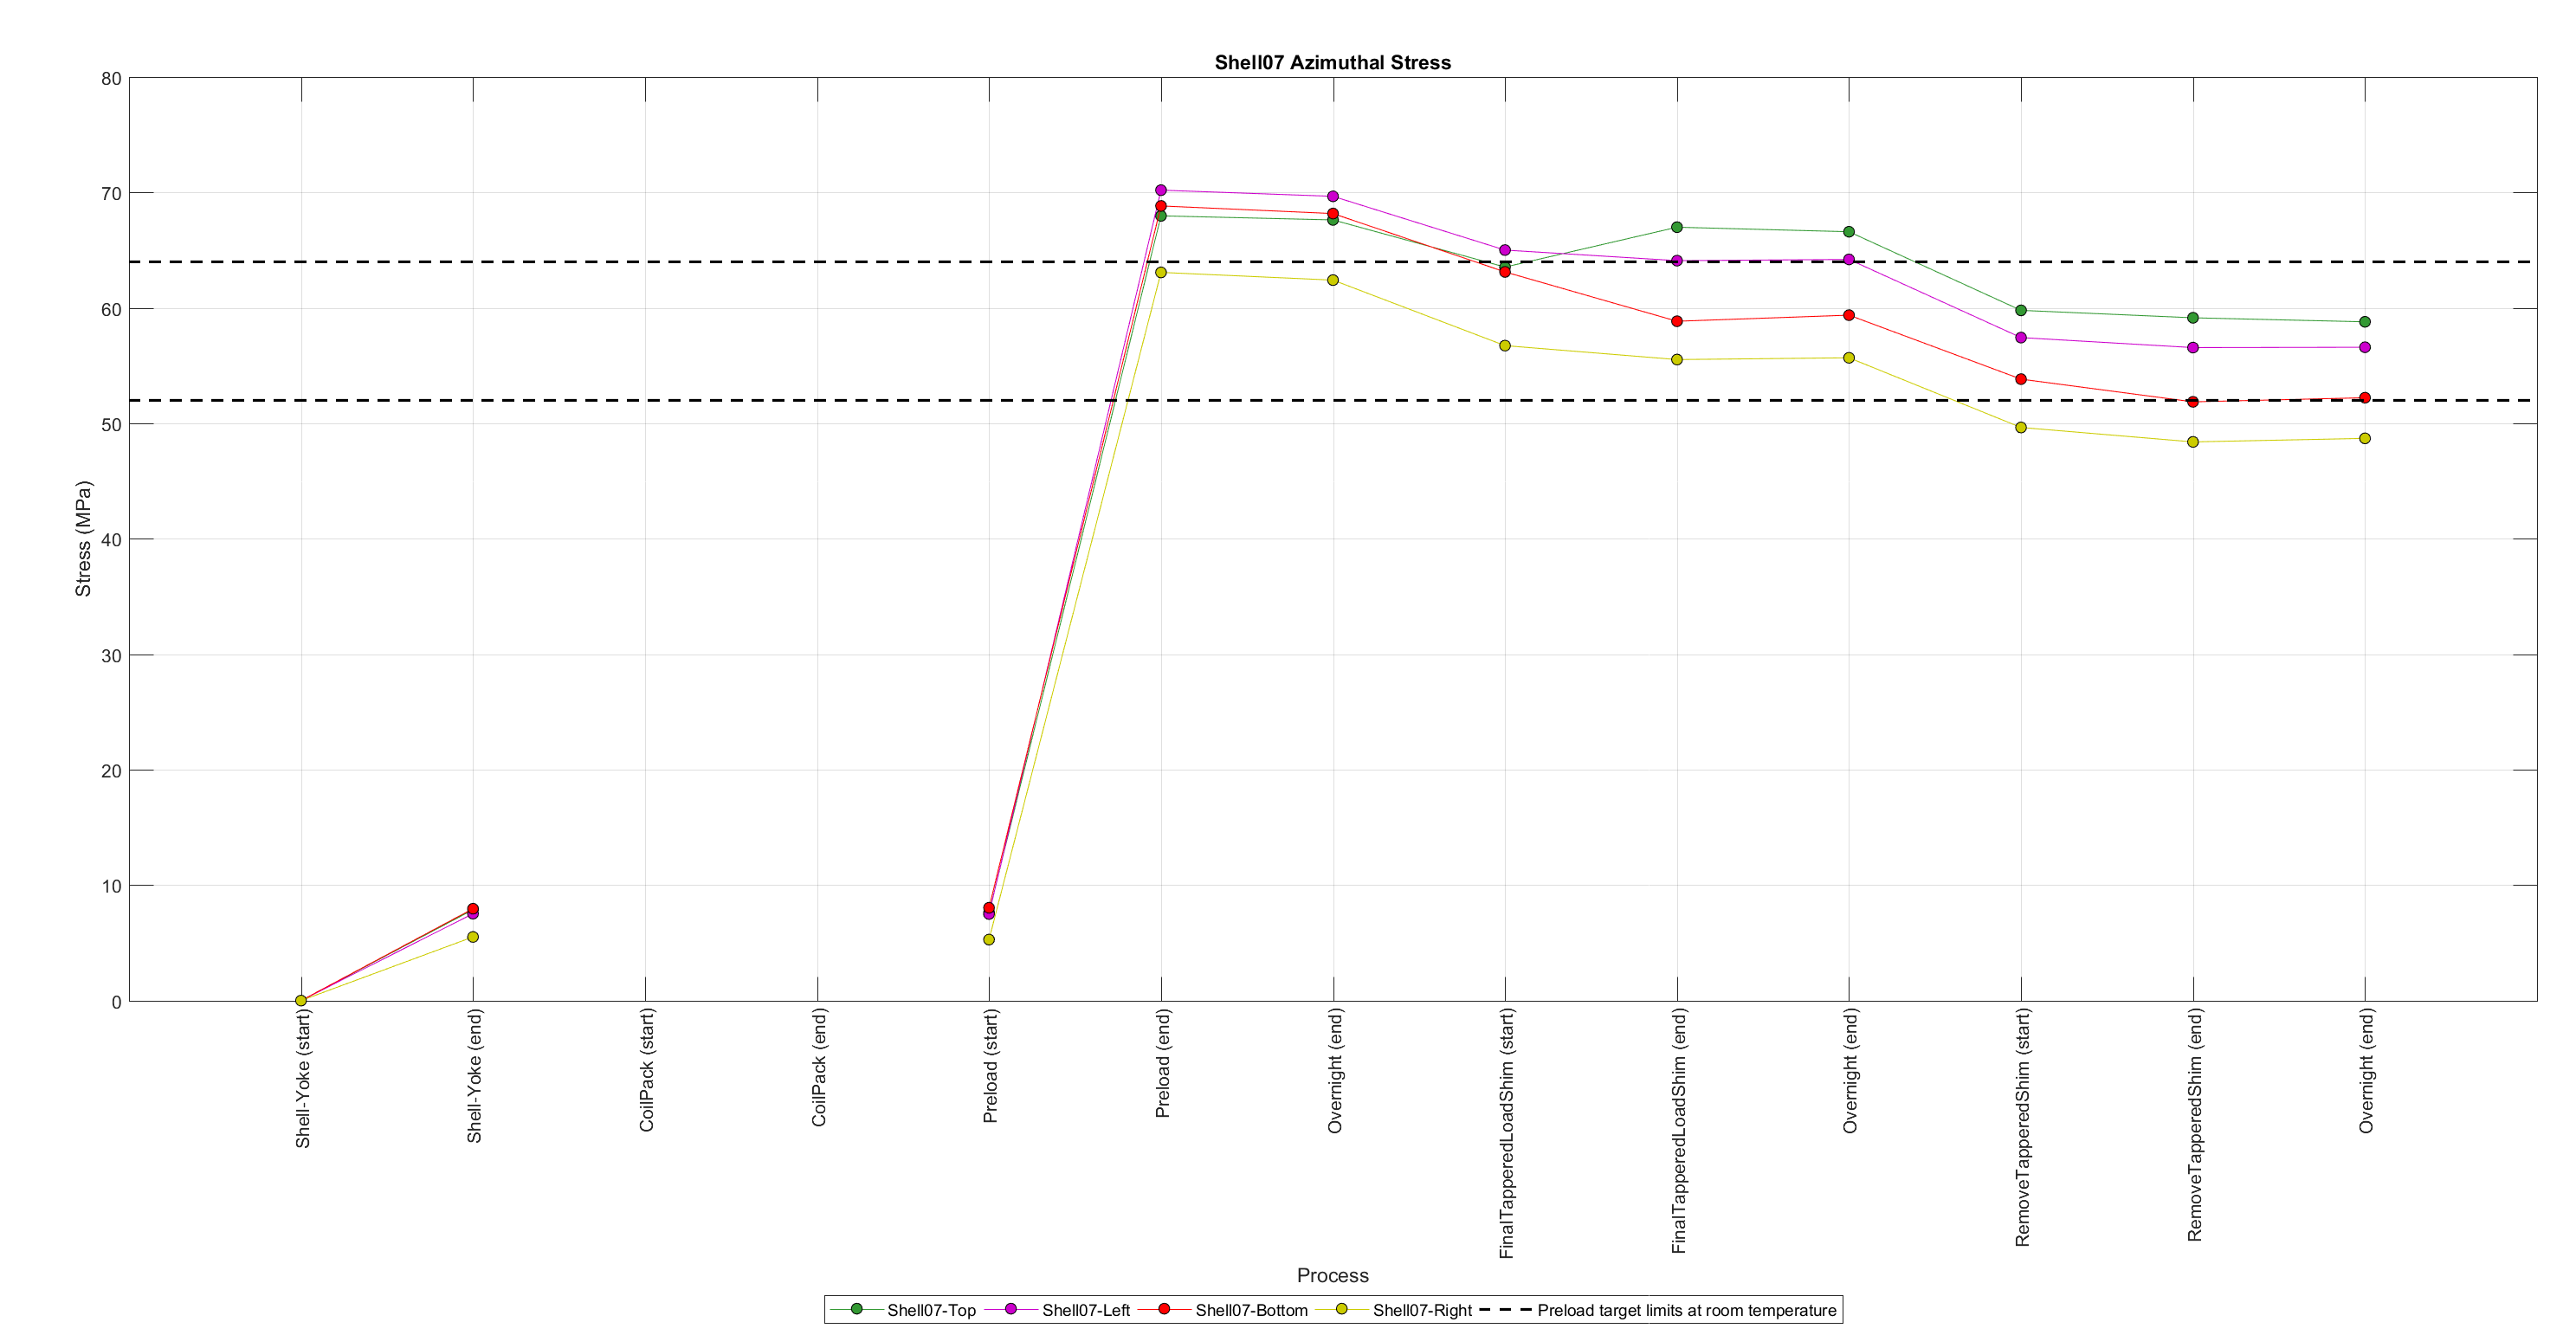 Shell07 Azimuthal Stress
80
70
60
50
40
30
20
10
0
Stress (MPa)
Shell-Yoke (start)
Shell-Yoke (end)
CoilPack (start)
CoilPack (end)
Preload (start)
Preload (end)
Overnight (end)
FinalTapperedLoadShim (start)
FinalTapperedLoadShim (end)
Overnight (end)
RemoveTapperedShim (start)
RemoveTapperedShim (end)
Overnight (end)
Process
Shell07-Top Shell07-Left Shell07-Bottom Shell07-Right Preload target limits at room temperature